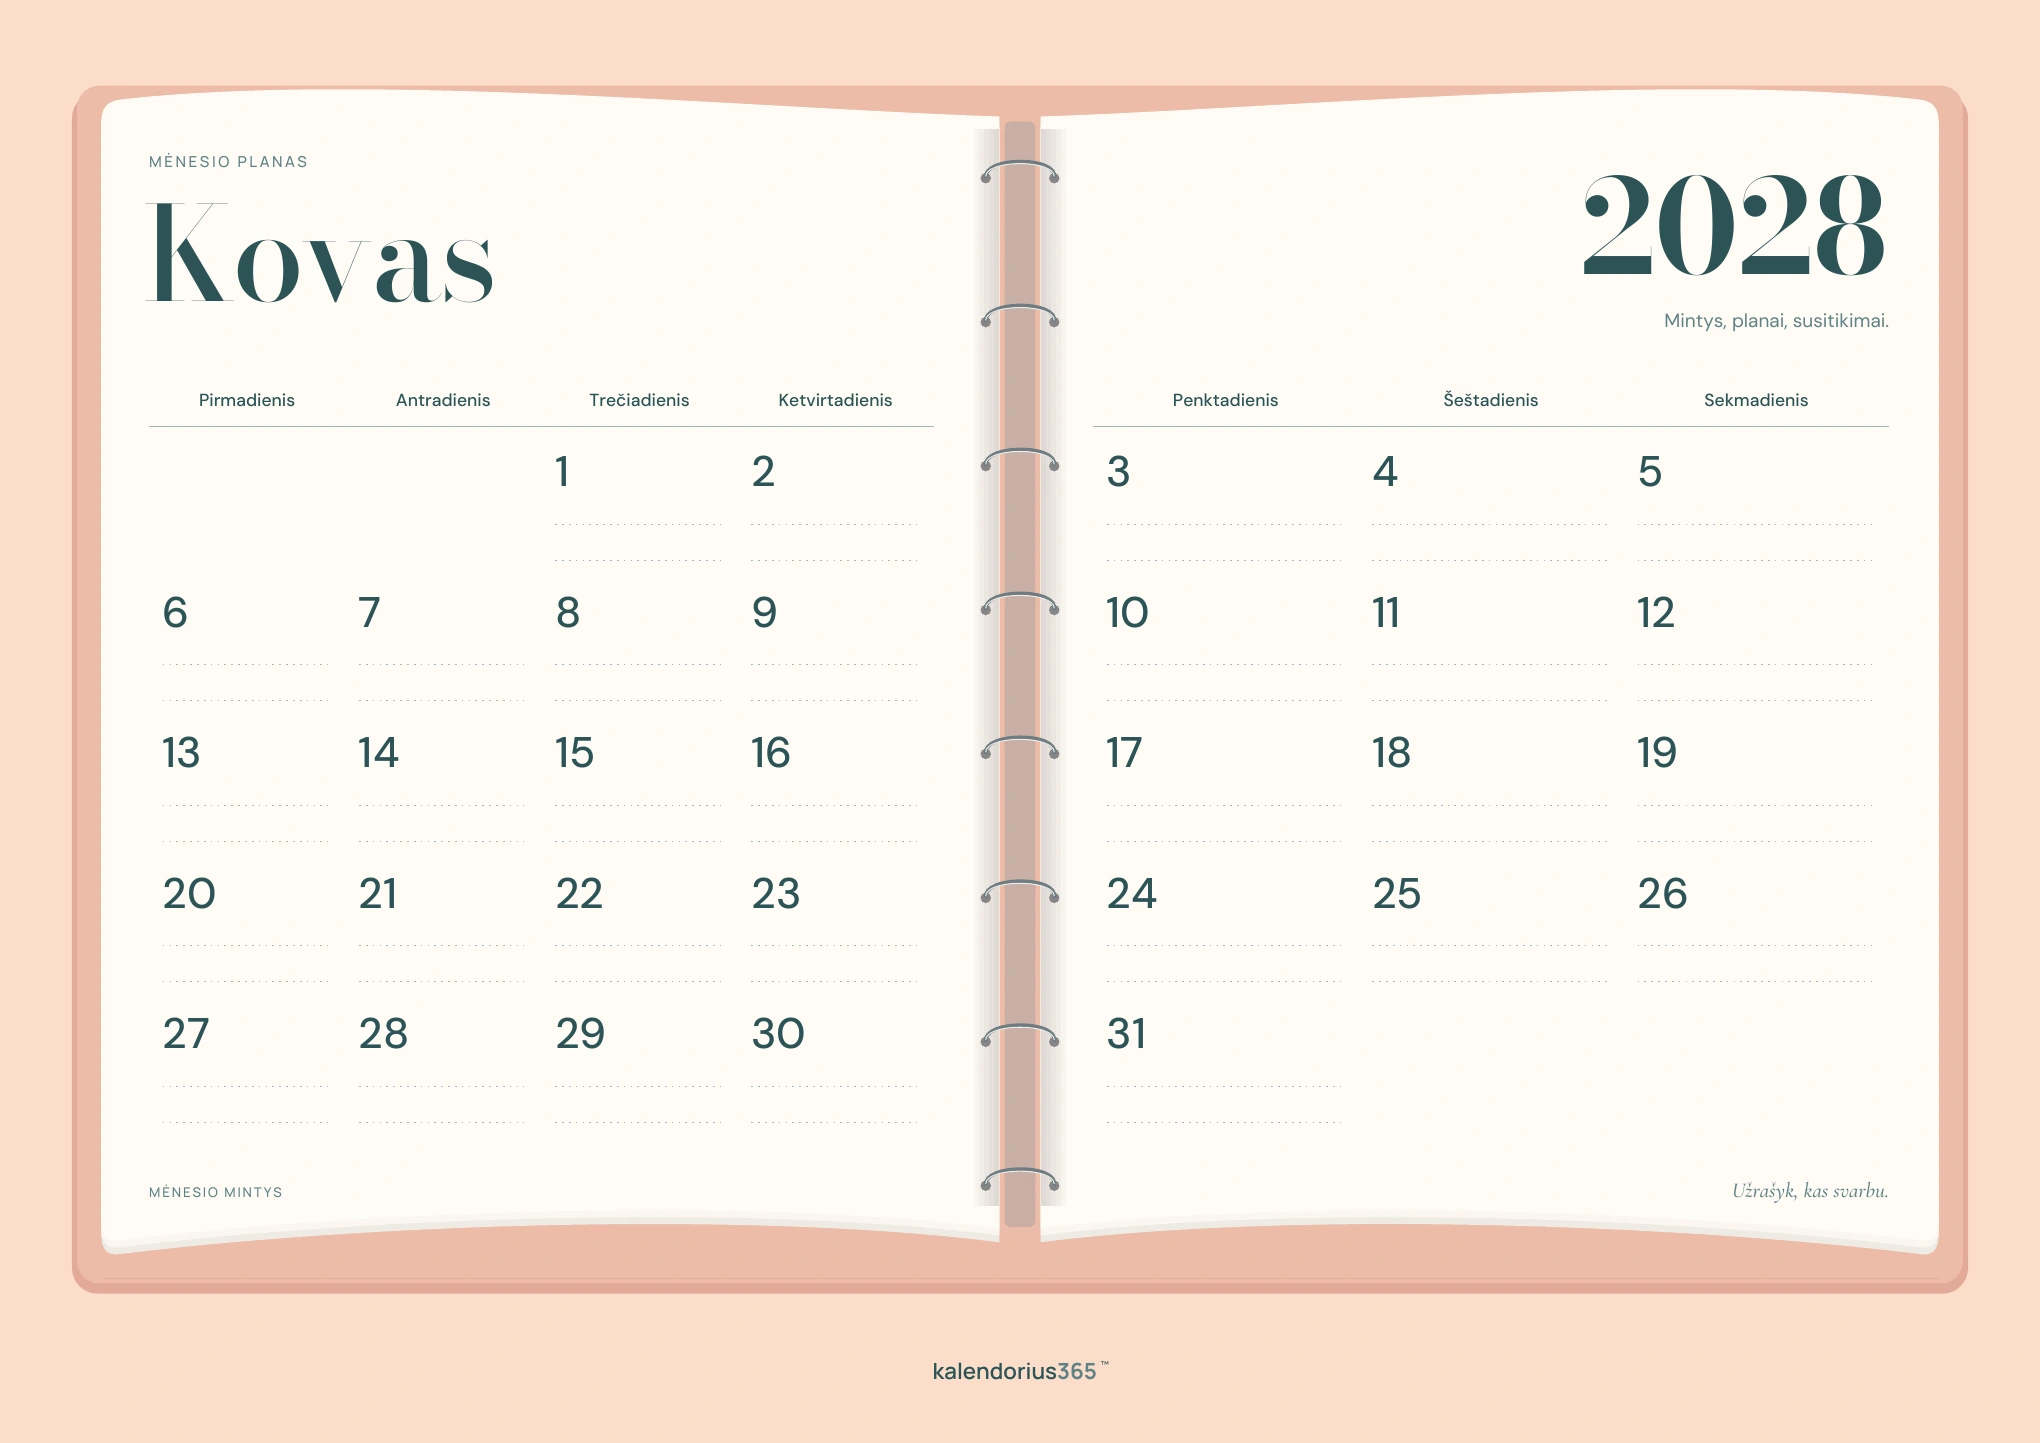 MĖNESIO PLANAS
Kovas
2028
Mintys, planai, susitikimai.
Pirmadienis Antradienis Trečiadienis Ketvirtadienis Penktadienis Šeštadienis Sekmadienis
1 2 3 4 5
6 7 8 9 10 11 12
13 14 15 16 17 18 19
20 21 22 23 24 25 26
27 28 29 30 31
MĖNESIO MINTYS
Užrašyk, kas svarbu.
kalendorius365™